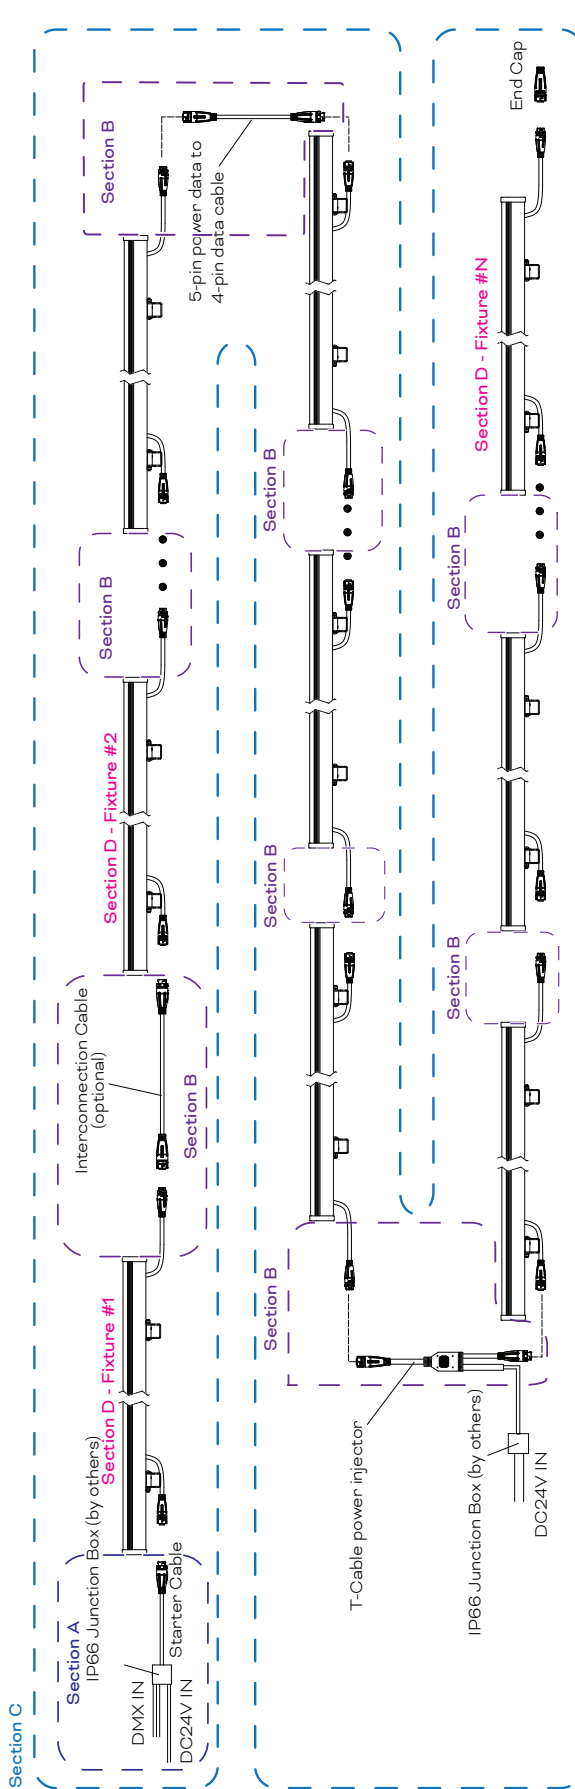 Section C
Section A
IP66 Junction Box (by others)
DMX IN
DC24V IN
Starter Cable
Section D - Fixture #1
Interconnection Cable
(optional)
Section B
Section D - Fixture #2
Section B
Section B
5-pin power data to
4-pin data cable
Section B
Section B
Section B
T-Cable power injector
IP66 Junction Box (by others)
DC24V IN
Section B
Section B
Section D - Fixture #N
End Cap